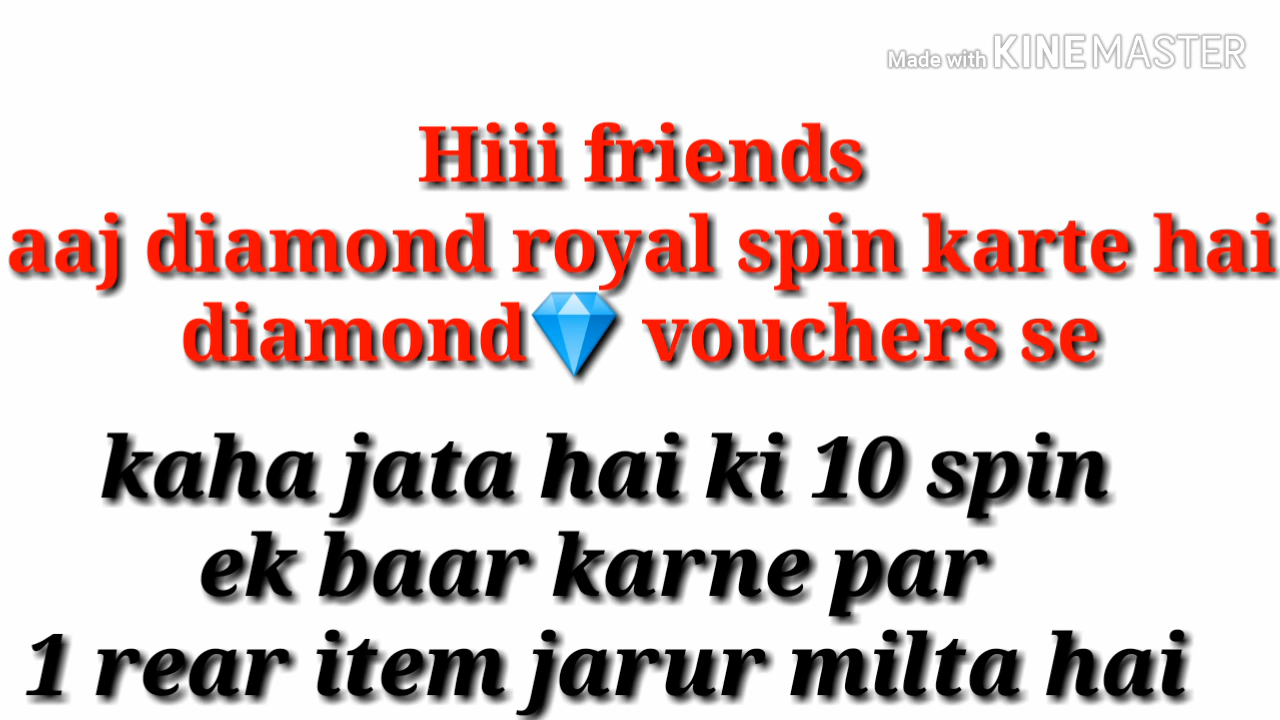 Made with KINEMASTER
Hiii friends
aaj diamond royal spin karte hai
diamond💎 vouchers se
kaha jata hai ki 10 spin
ek baar karne par
1 rear item jarur milta hai